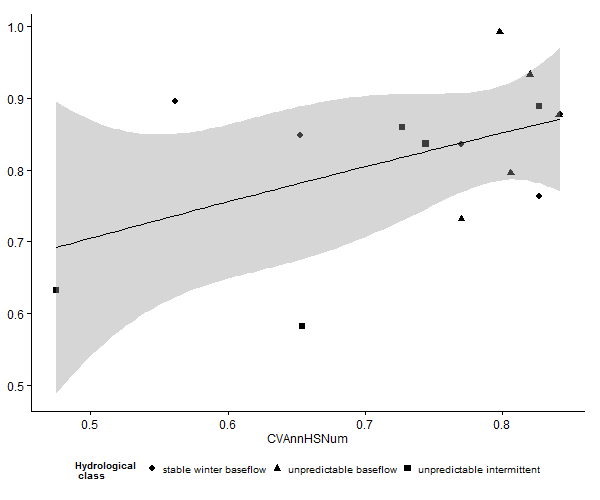 1.0
0.9
0.8
0.7
0.6
0.5
0.5 0.6 0.7 0.8
CVAnnHSNum
Hydrological
class
stable winter baseflow unpredictable baseflow unpredictable intermittent